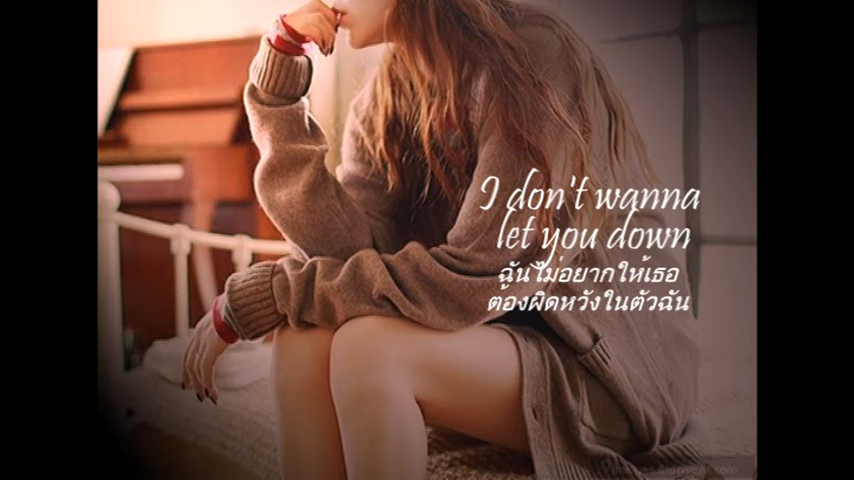 I don't wanna
let you down
ฉันไม่อยากให้เธอ
ต้องผิดหวังในตัวฉัน